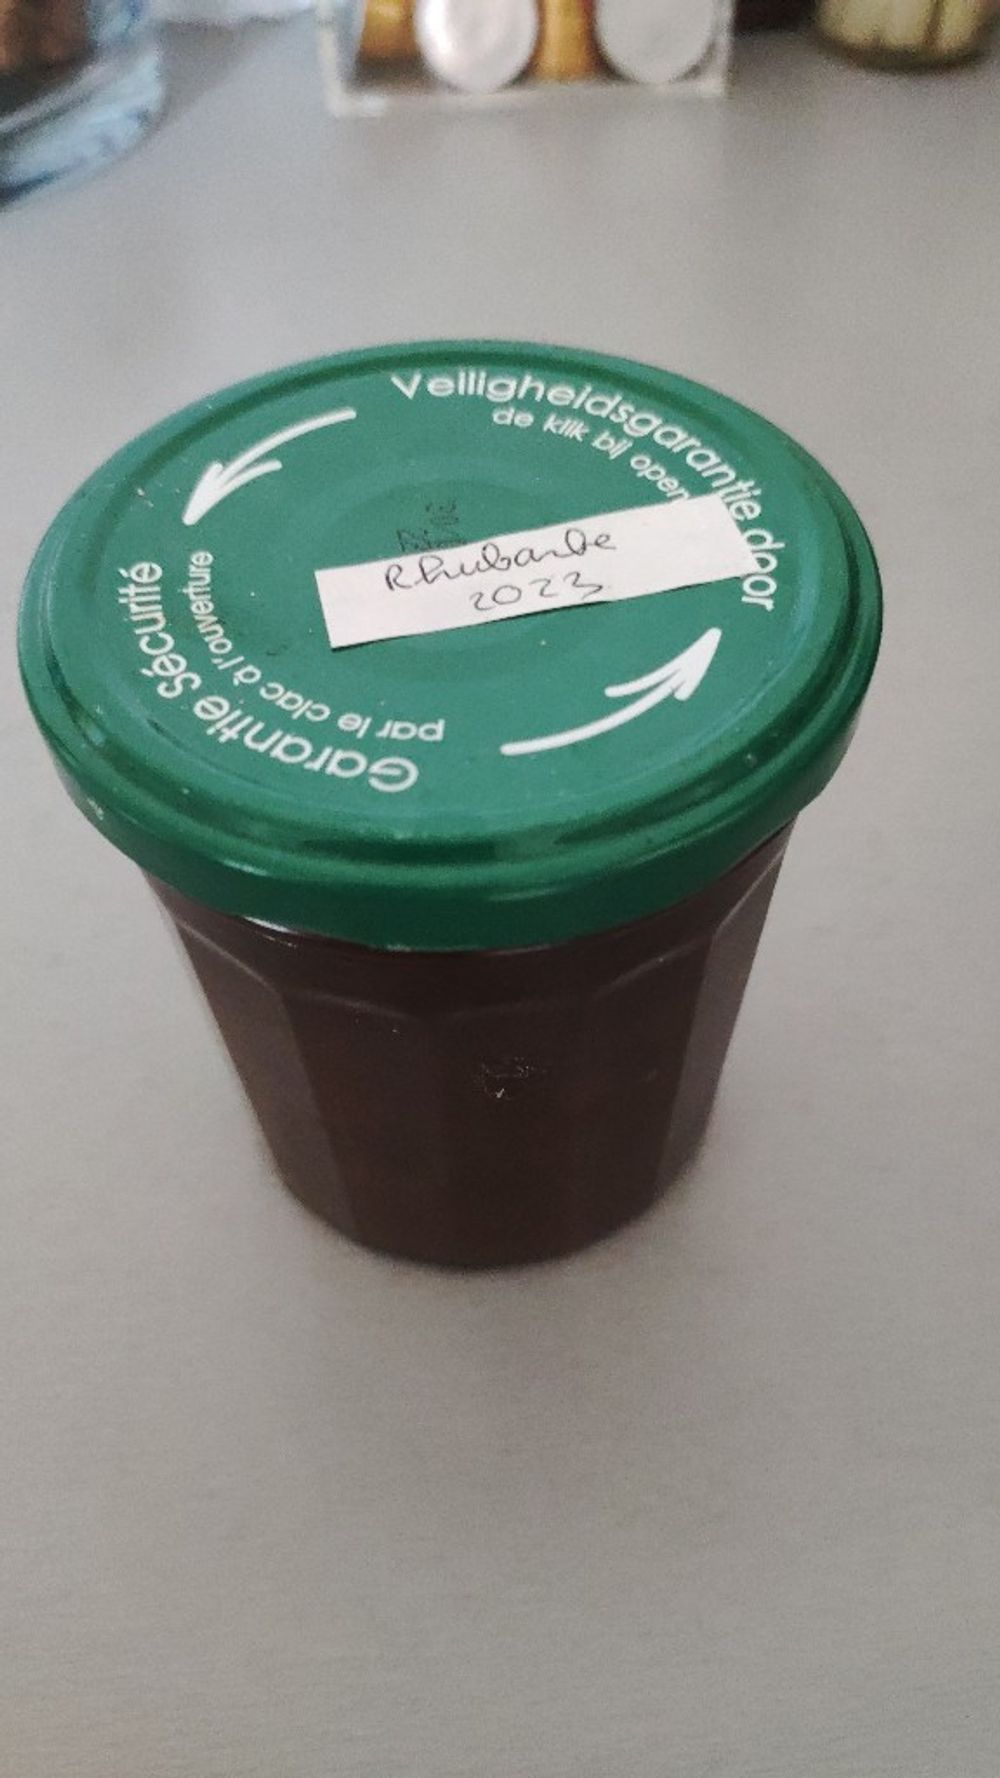 Veiligheidsgarantie door
de klik bij open
Rhubarbe
2023
Garantie Sécurité
par le clac à l'ouverture